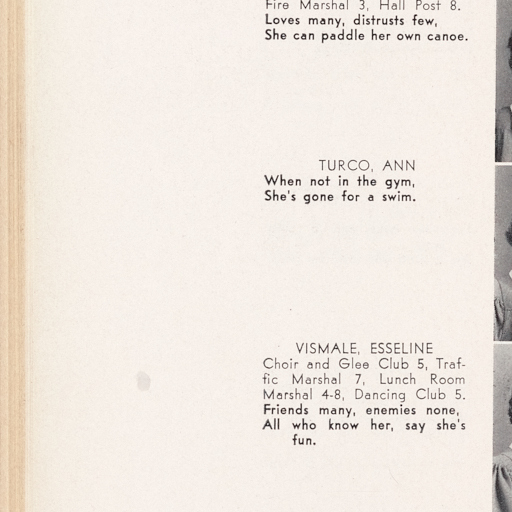 Fire Marshal 3, Hall Post 8.
Loves many, distrusts few,
She can paddle her own canoe.
TURCO, ANN
When not in the gym,
She's gone for a swim.
VISMALE, ESSELINE
Choir and Glee Club 5, Traf-
fic Marshal 7, Lunch Room
Marshal 4-8, Dancing Club 5.
Friends many, enemies none,
All who know her, say she's
fun.